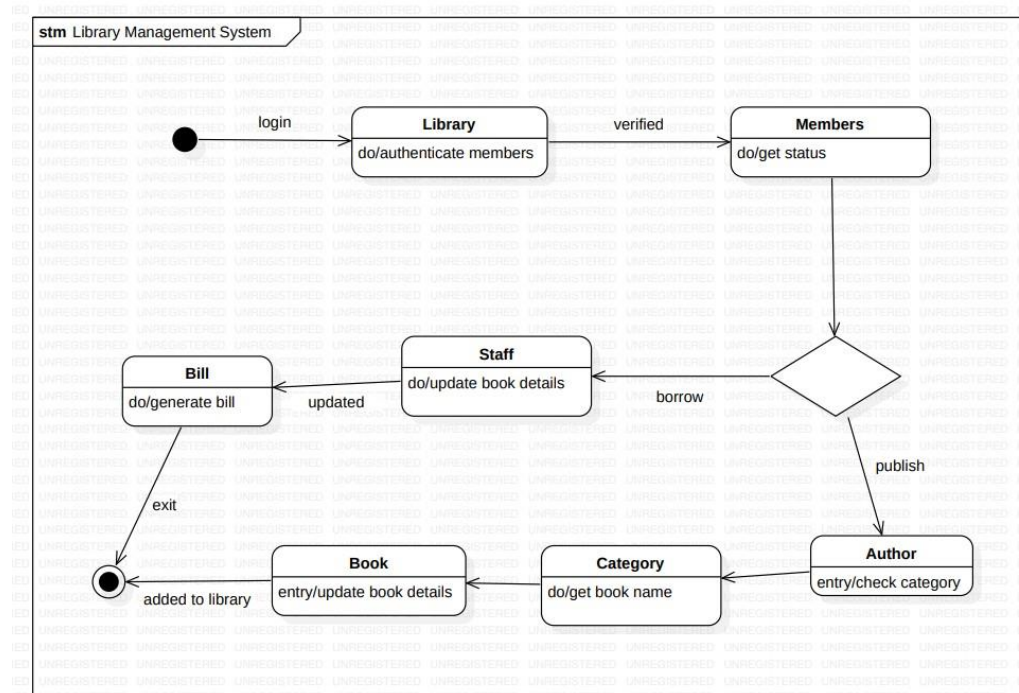 stm Library Management System
login
Library
do/authenticate members
verified
Members
do/get status
Staff
do/update book details
borrow
Bill
do/generate bill
updated
publish
exit
Author
entry/check category
Category
do/get book name
Book
entry/update book details
added to library
UNREGISTERED